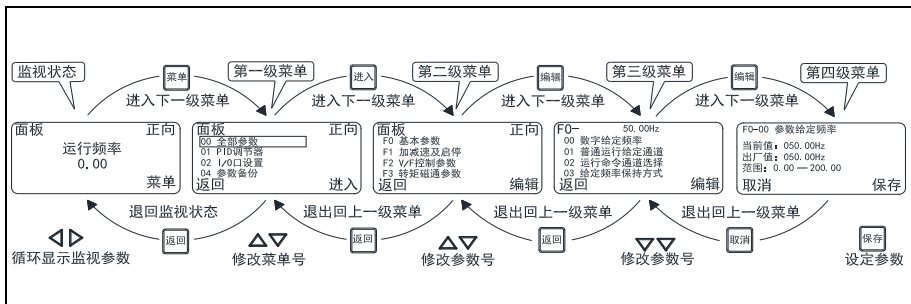 监视状态
菜单
第一级菜单
进入
第二级菜单
编辑
第三级菜单
编辑
第四级菜单
进入下一级菜单
进入下一级菜单
进入下一级菜单
进入下一级菜单
面板 正向
运行频率
0.00
菜单
面板 正向
00 全部参数
01 PID调节器
02 I/O口设置
04 参数备份
返回 进入
面板 正向
F0 基本参数
F1 加减速及启停
F2 V/F控制参数
F3 转矩磁通参数
返回 编辑
F0- 50.00Hz
00 数字给定频率
01 普通运行给定通道
02 运行命令通道选择
03 给定频率保持方式
返回 编辑
F0-00 参数给定频率
当前值：050.00Hz
出厂值：050.00Hz
范围：0.00—200.00
取消 保存
退回监视状态
退出回上一级菜单
退出回上一级菜单
退出回上一级菜单
返回
返回
返回
取消
保存
循环显示监视参数
修改菜单号
修改参数号
修改参数号
设定参数